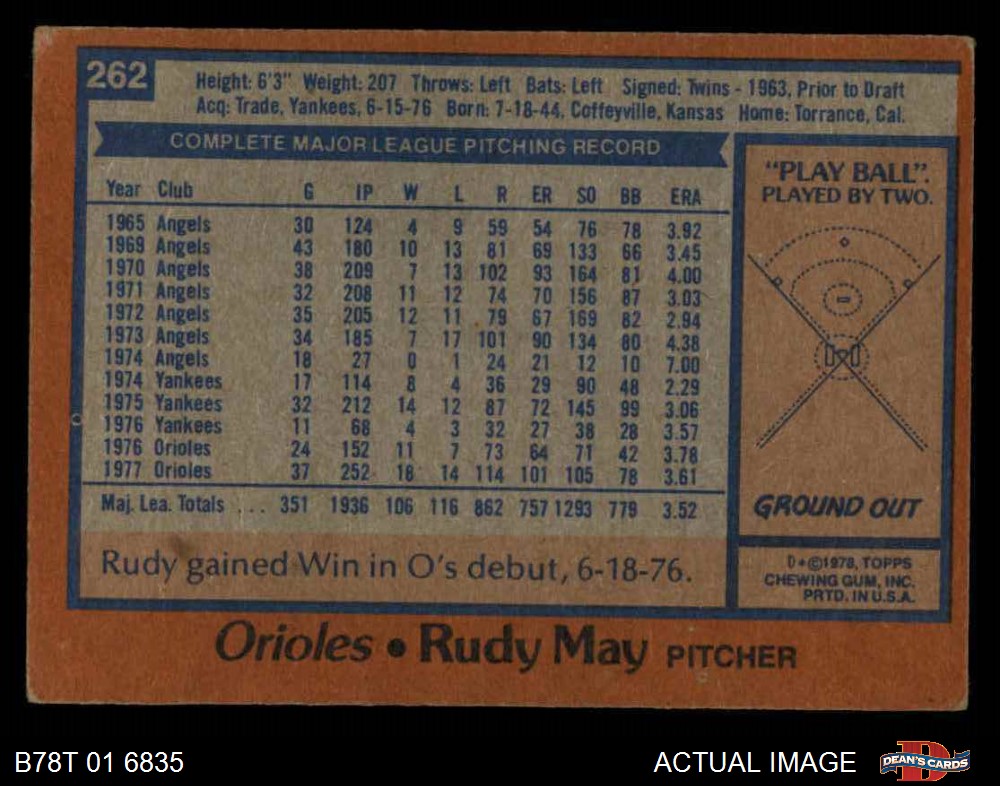 262
Height: 6'3" Weight: 207 Throws: Left Bats: Left Signed: Twins - 1963, Prior to Draft
Acq: Trade, Yankees, 6-15-76 Born: 7-18-44, Coffeyville, Kansas Home: Torrance, Cal.
COMPLETE MAJOR LEAGUE PITCHING RECORD
Year Club G IP W L R ER SO BB ERA
1965 Angels 30 124 4 9 59 54 76 78 3.92
1969 Angels 43 180 10 13 81 69 133 66 3.45
1970 Angels 38 209 7 13 102 93 164 81 4.00
1971 Angels 32 208 11 12 74 70 156 87 3.03
1972 Angels 35 205 12 11 79 67 169 82 2.94
1973 Angels 34 185 7 17 101 90 134 80 4.38
1974 Angels 18 27 0 1 24 21 12 10 7.00
1974 Yankees 17 114 8 4 36 29 90 48 2.29
1975 Yankees 32 212 14 12 87 72 145 99 3.06
1976 Yankees 11 68 4 3 32 27 38 28 3.57
1976 Orioles 24 152 11 7 73 64 71 42 3.78
1977 Orioles 37 252 18 14 114 101 105 78 3.61
Maj. Lea. Totals ... 351 1936 106 116 862 757 1293 779 3.52
Rudy gained Win in O's debut, 6-18-76.
"PLAY BALL".
PLAYED BY TWO.
GROUND OUT
D*©1978, TOPPS
CHEWING GUM, INC.
PRTD. IN U.S.A.
Orioles • Rudy May PITCHER
B78T 01 6835
ACTUAL IMAGE
D
DEAN'S CARDS